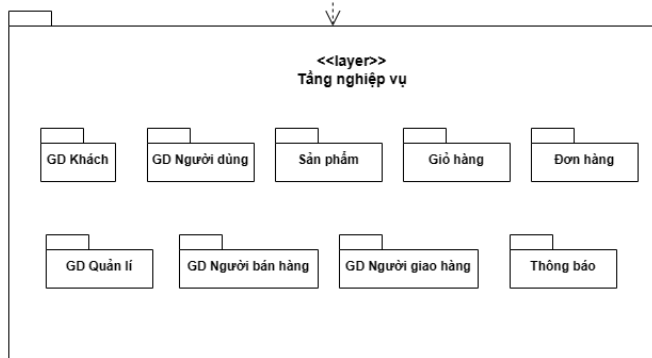 <<layer>>
Tầng nghiệp vụ
GD Khách
GD Người dùng
Sản phẩm
Giỏ hàng
Đơn hàng
GD Quản lí
GD Người bán hàng
GD Người giao hàng
Thông báo